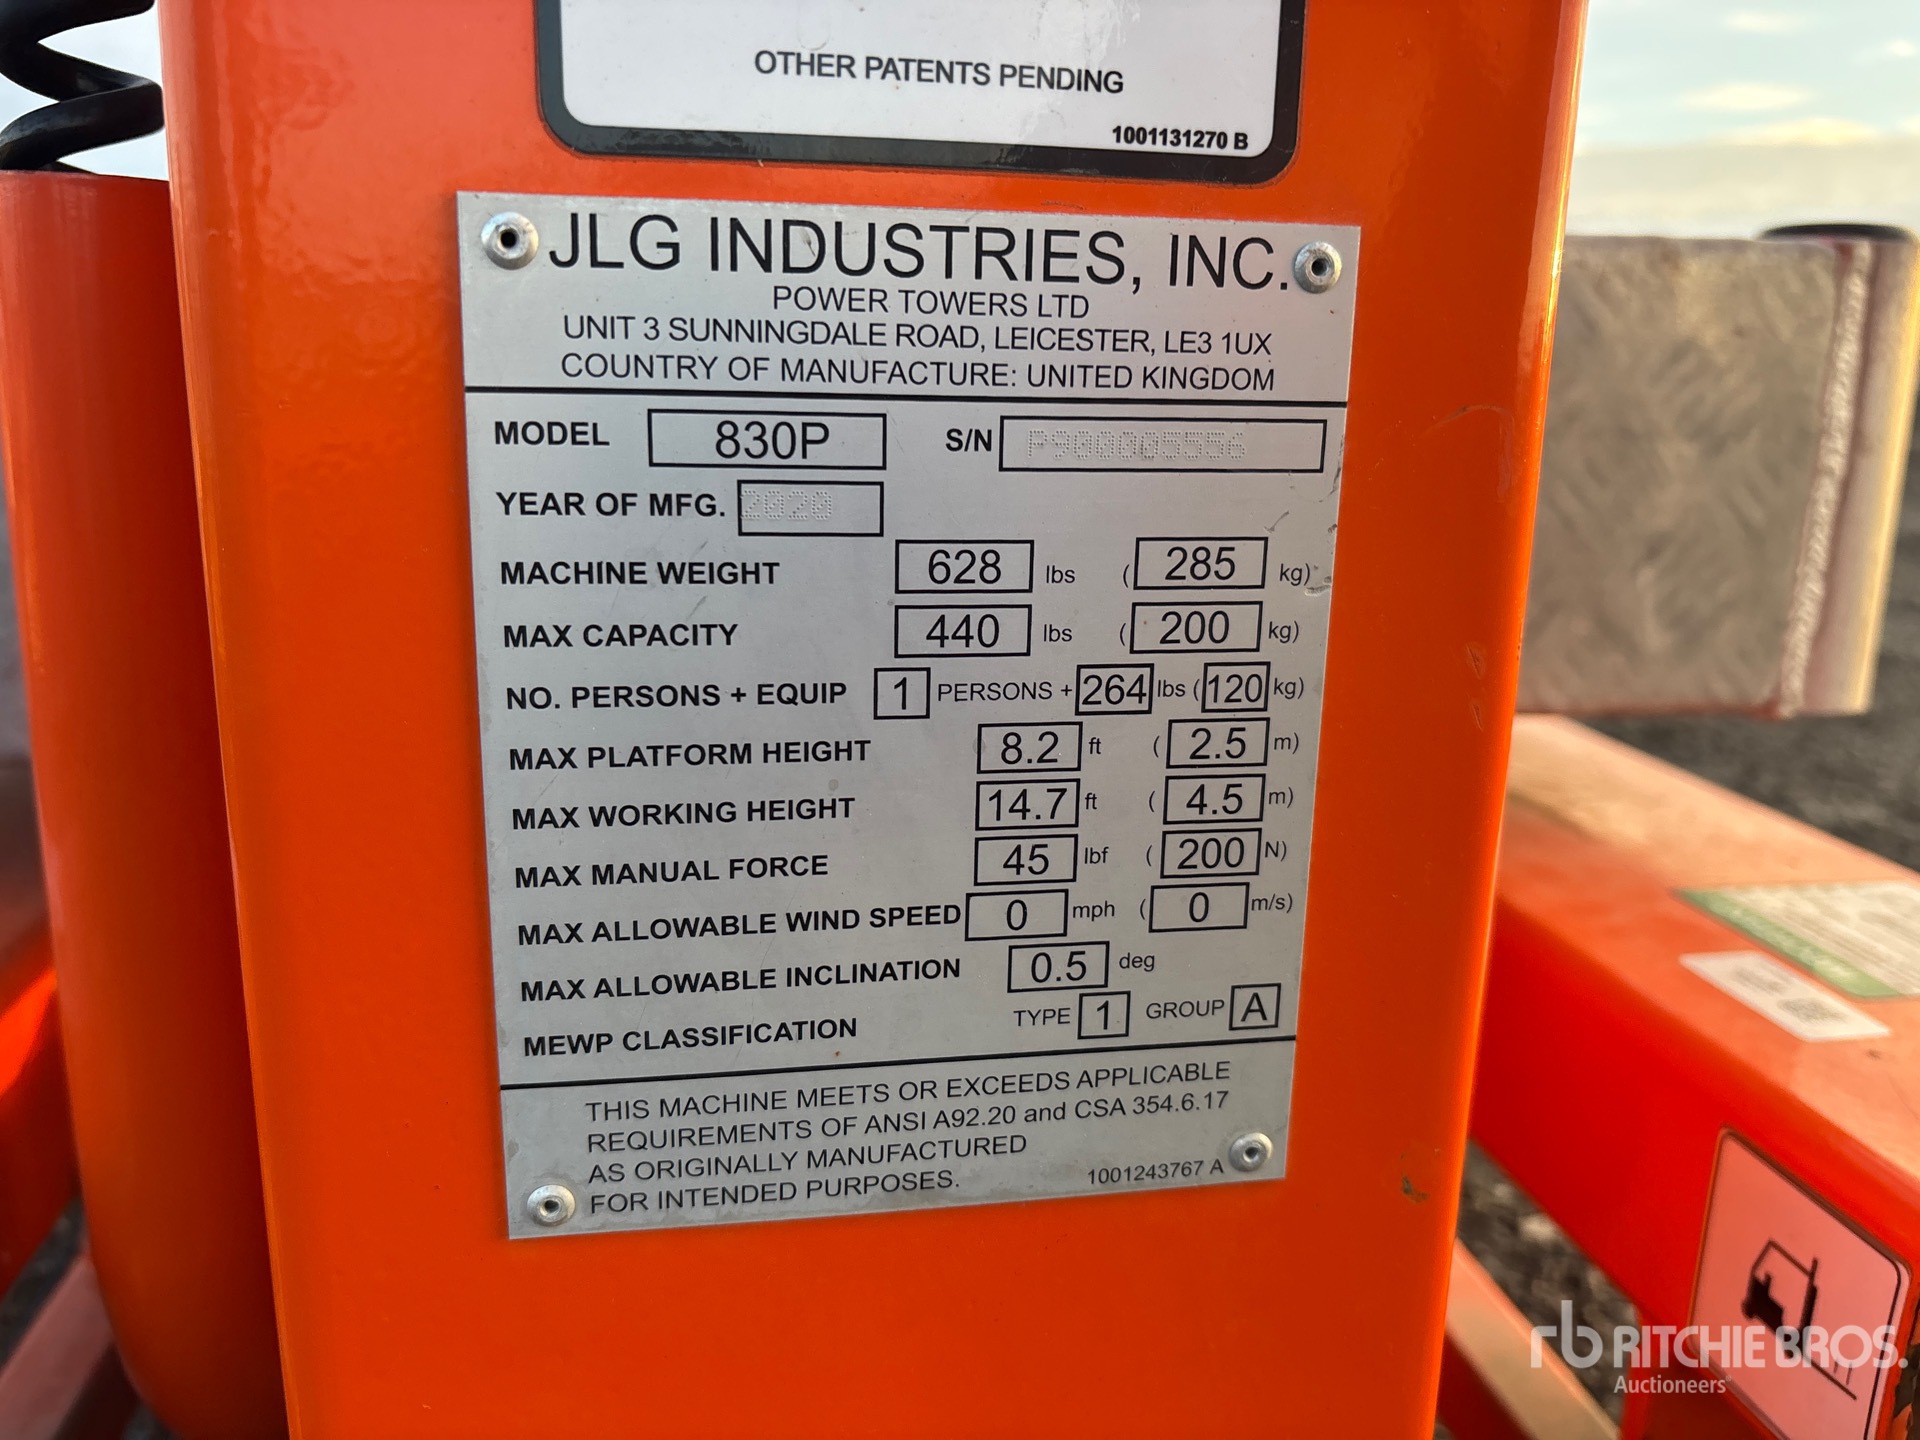 OTHER PATENTS PENDING
1001131270 B
JLG INDUSTRIES, INC.
POWER TOWERS LTD
UNIT 3 SUNNINGDALE ROAD, LEICESTER, LE3 1UX
COUNTRY OF MANUFACTURE: UNITED KINGDOM
MODEL 830P S/N P900005556
YEAR OF MFG. 2020
MACHINE WEIGHT 628 lbs (285 kg)
MAX CAPACITY 440 lbs (200 kg)
NO. PERSONS + EQUIP 1 PERSONS + 264 lbs (120 kg)
MAX PLATFORM HEIGHT 8.2 ft (2.5 m)
MAX WORKING HEIGHT 14.7 ft (4.5 m)
MAX MANUAL FORCE 45 lbf (200 N)
MAX ALLOWABLE WIND SPEED 0 mph (0 m/s)
MAX ALLOWABLE INCLINATION 0.5 deg
MEWP CLASSIFICATION TYPE 1 GROUP A
THIS MACHINE MEETS OR EXCEEDS APPLICABLE
REQUIREMENTS OF ANSI A92.20 and CSA 354.6.17
AS ORIGINALLY MANUFACTURED
FOR INTENDED PURPOSES.
1001243767 A
rb RITCHIE BROS.
Auctioneers